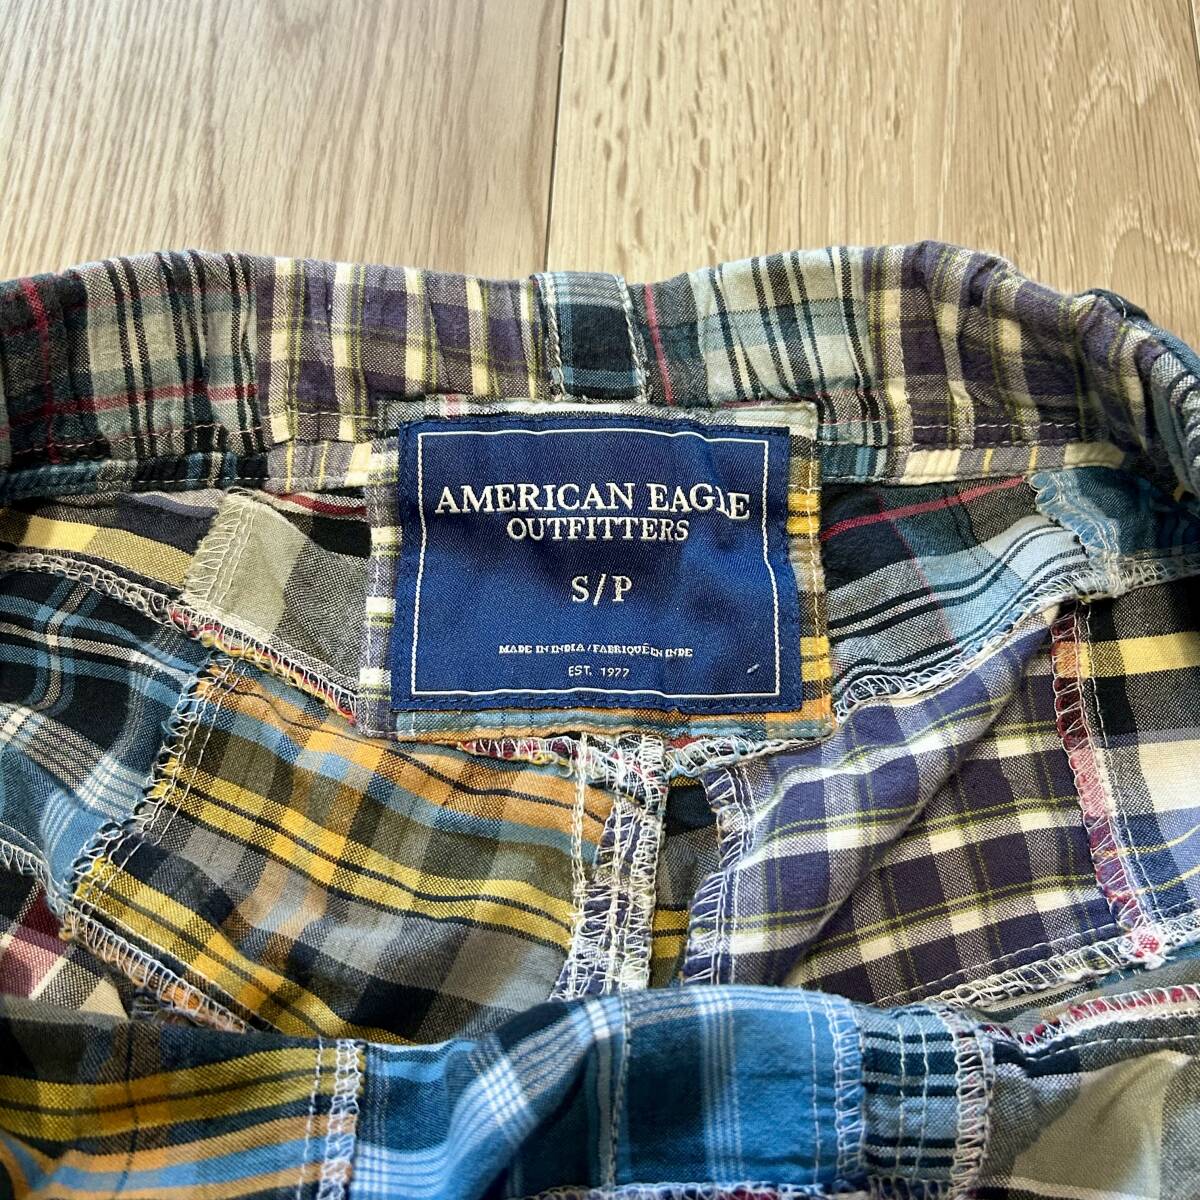 AMERICAN EAGLE
OUTFITTERS
S/P
MADE IN INDIA / FABRIQUÉ EN INDE
EST. 1977